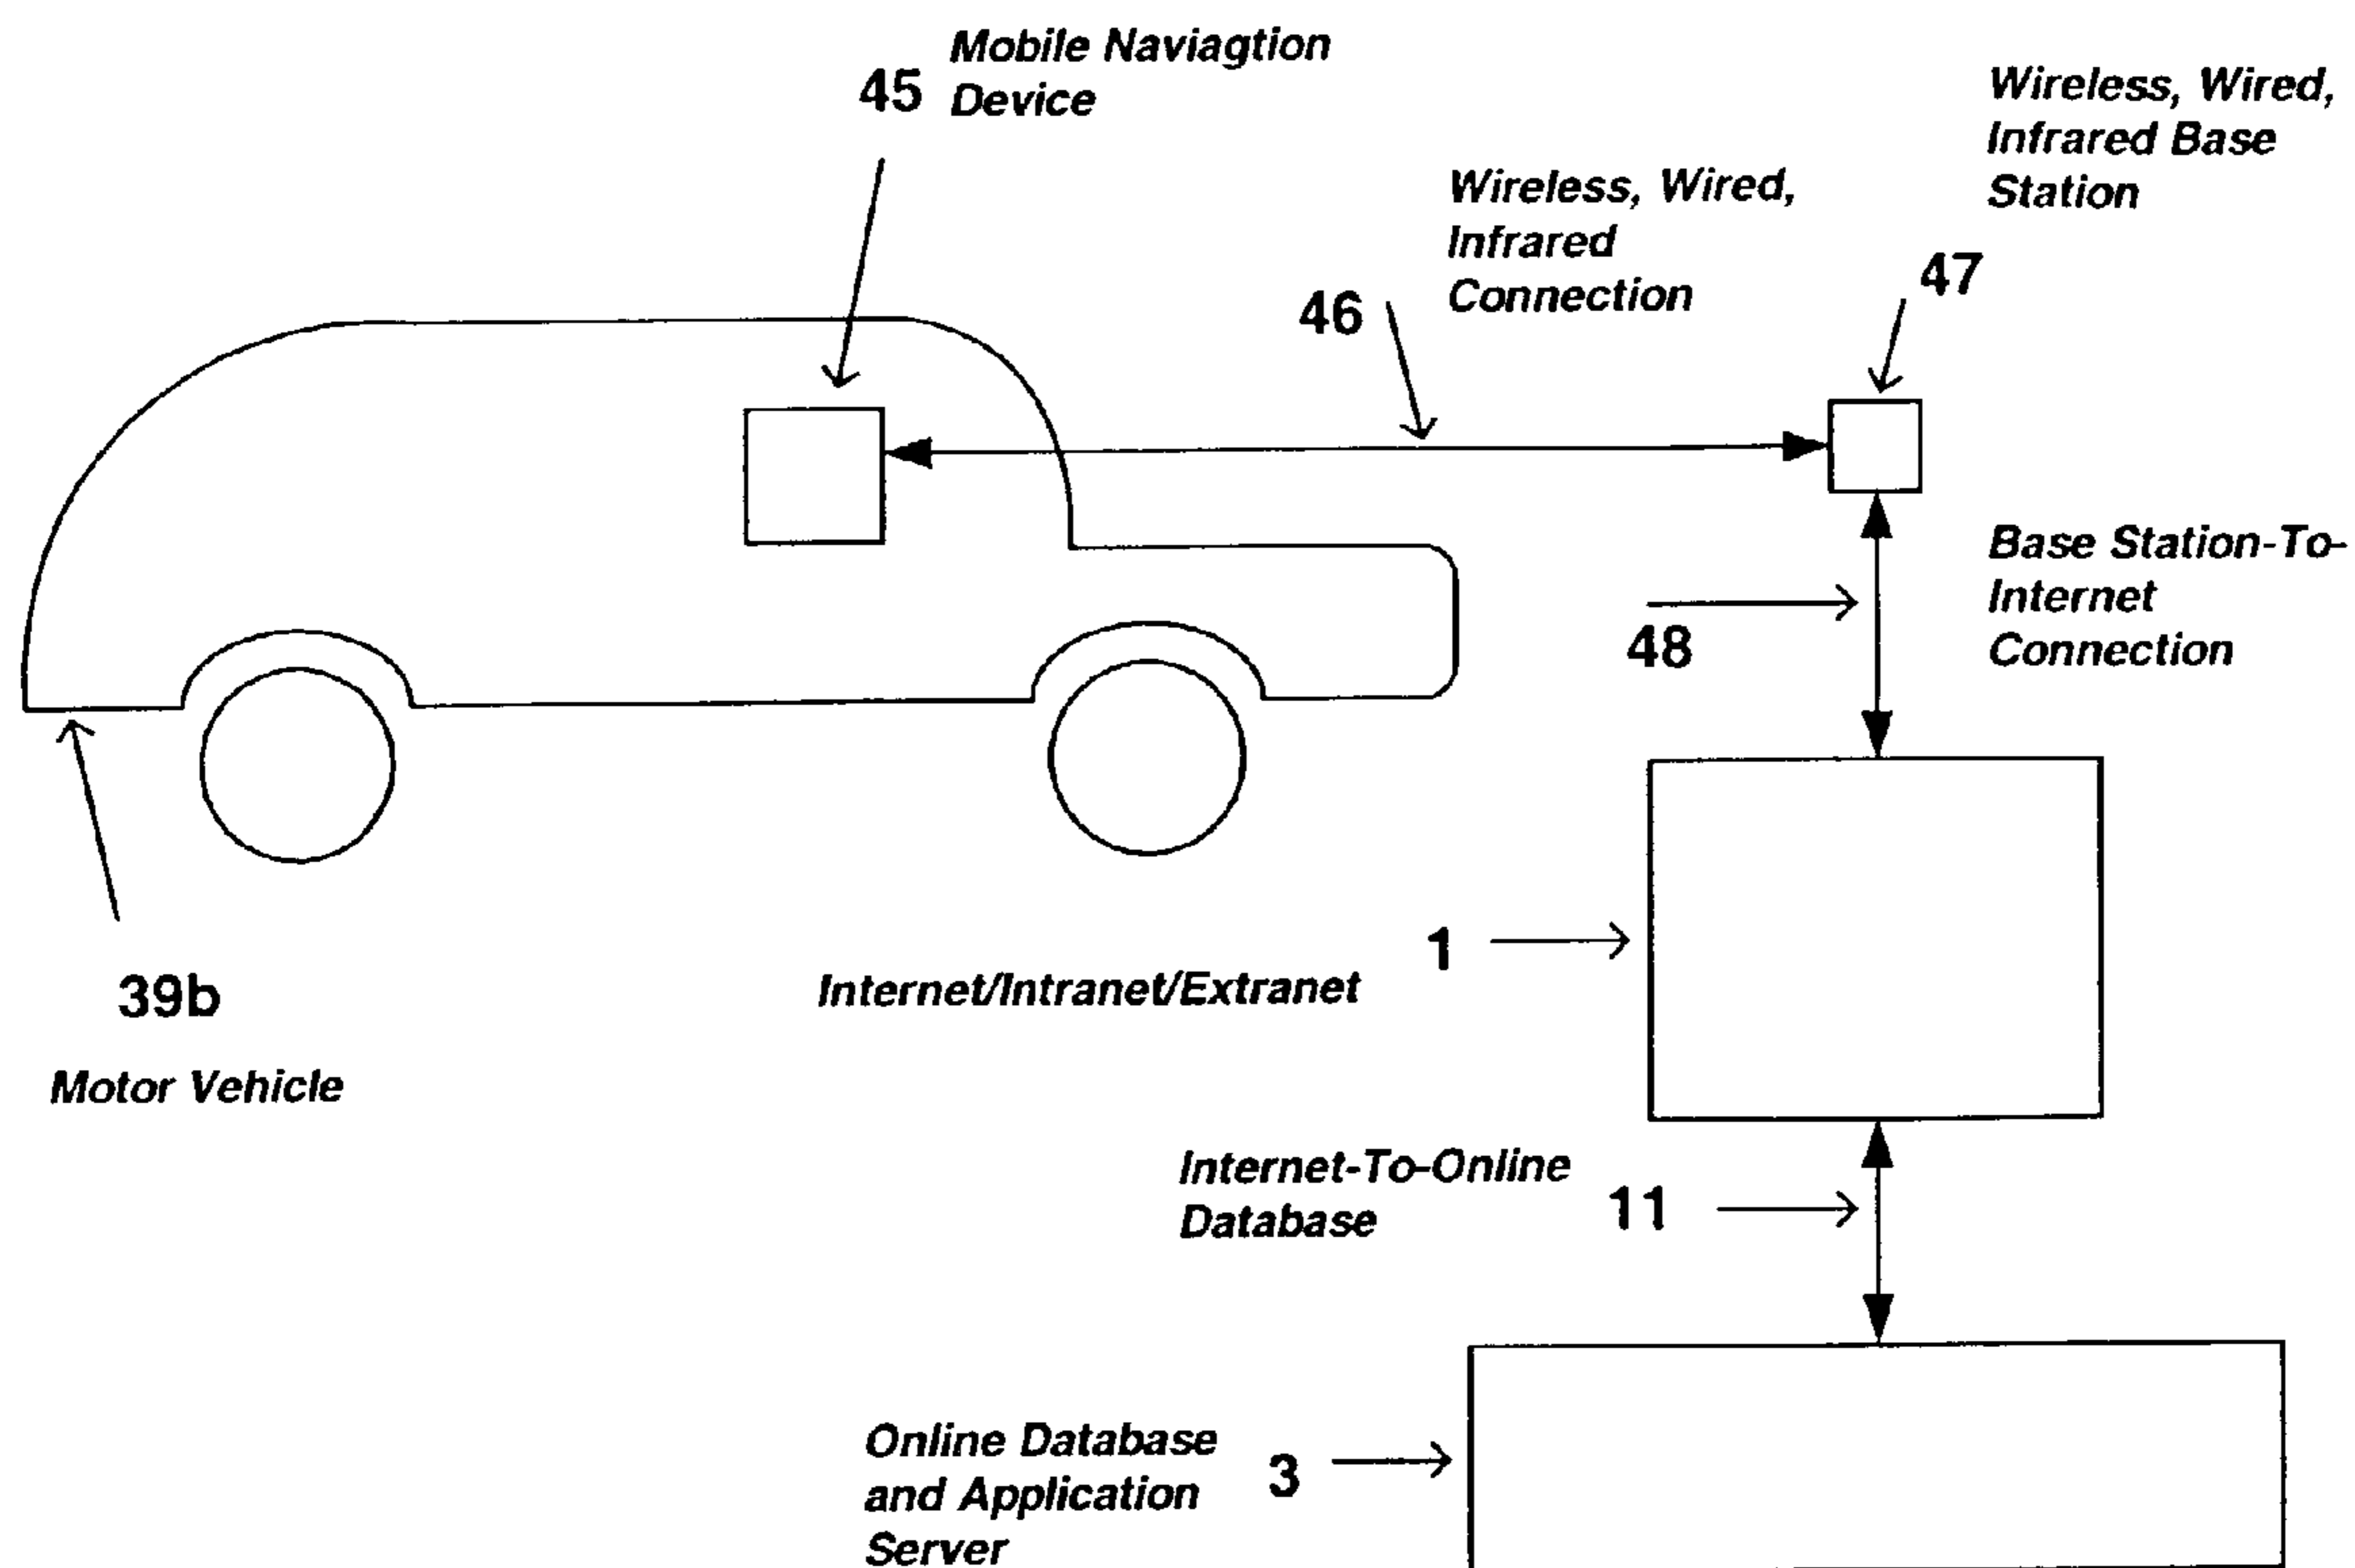 Mobile Naviagtion
45 Device
Wireless, Wired,
Infrared Base
Station
47
Wireless, Wired,
Infrared
Connection
46
Base Station-To-
Internet
Connection
48
1
Internet/Intranet/Extranet
39b
Motor Vehicle
Internet-To-Online
Database
11
Online Database
and Application
Server
3